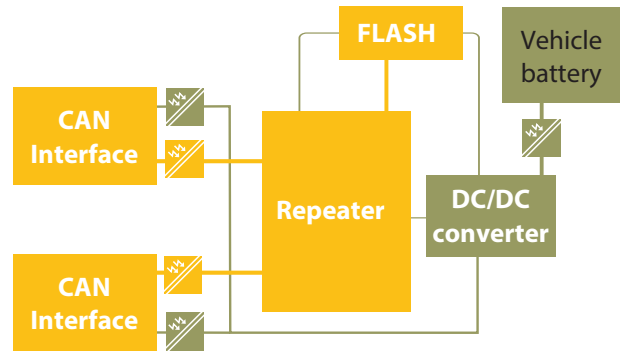 FLASH
Vehicle
battery
CAN
Interface
Repeater
DC/DC
converter
CAN
Interface